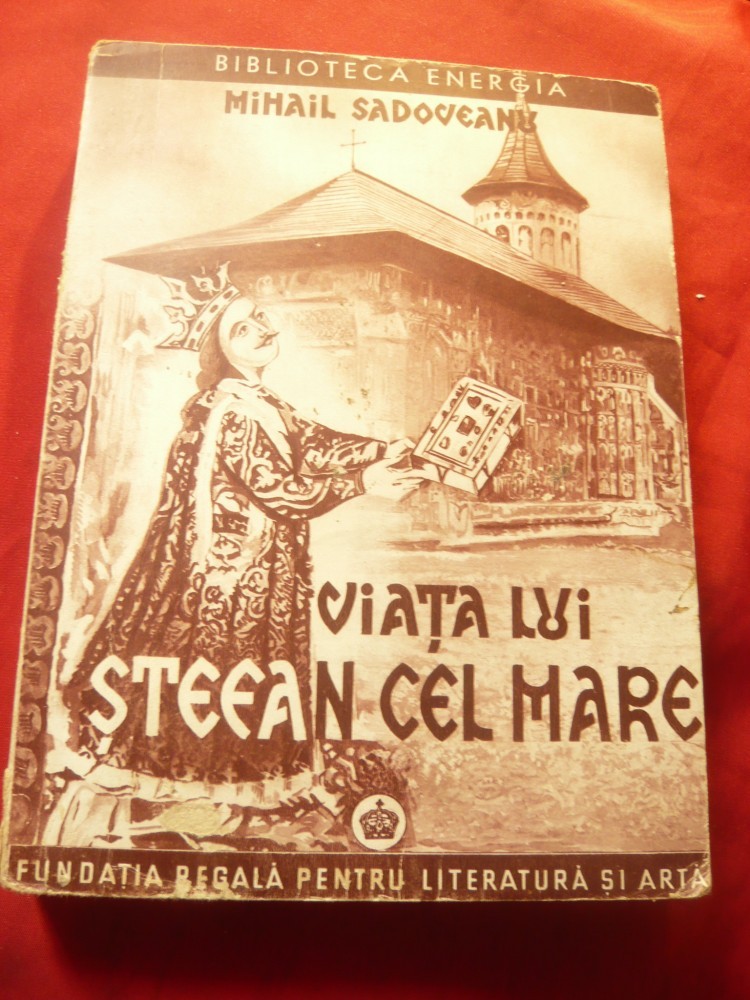 BIBLIOTECA ENERGIA
MIHAIL SADOVEANU
VIAȚA LUI
ȘTEFAN CEL MARE
FUNDAȚIA REGALĂ PENTRU LITERATURĂ ȘI ARTĂ